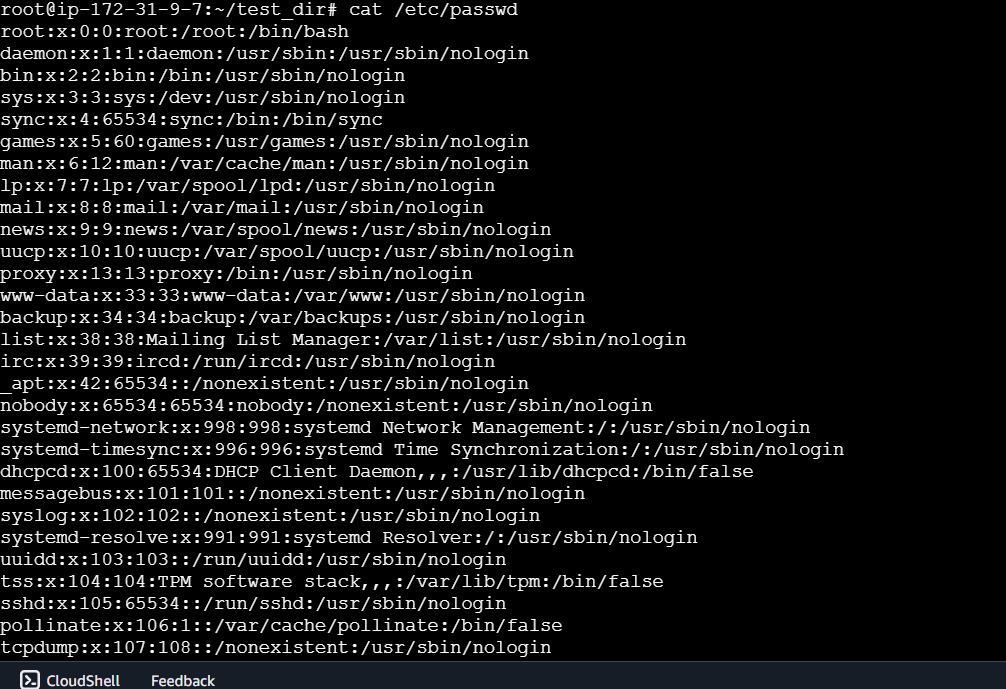 root@ip-172-31-9-7:~/test_dir# cat /etc/passwd
root:x:0:0:root:/root:/bin/bash
daemon:x:1:1:daemon:/usr/sbin:/usr/sbin/nologin
bin:x:2:2:bin:/bin:/usr/sbin/nologin
sys:x:3:3:sys:/dev:/usr/sbin/nologin
sync:x:4:65534:sync:/bin:/bin/sync
games:x:5:60:games:/usr/games:/usr/sbin/nologin
man:x:6:12:man:/var/cache/man:/usr/sbin/nologin
lp:x:7:7:lp:/var/spool/lpd:/usr/sbin/nologin
mail:x:8:8:mail:/var/mail:/usr/sbin/nologin
news:x:9:9:news:/var/spool/news:/usr/sbin/nologin
uucp:x:10:10:uucp:/var/spool/uucp:/usr/sbin/nologin
proxy:x:13:13:proxy:/bin:/usr/sbin/nologin
www-data:x:33:33:www-data:/var/www:/usr/sbin/nologin
backup:x:34:34:backup:/var/backups:/usr/sbin/nologin
list:x:38:38:Mailing List Manager:/var/list:/usr/sbin/nologin
irc:x:39:39:ircd:/run/ircd:/usr/sbin/nologin
_apt:x:42:65534::/nonexistent:/usr/sbin/nologin
nobody:x:65534:65534:nobody:/nonexistent:/usr/sbin/nologin
systemd-network:x:998:998:systemd Network Management:/:/usr/sbin/nologin
systemd-timesync:x:996:996:systemd Time Synchronization:/:/usr/sbin/nologin
dhcpcd:x:100:65534:DHCP Client Daemon,,,:/usr/lib/dhcpcd:/bin/false
messagebus:x:101:101::/nonexistent:/usr/sbin/nologin
syslog:x:102:102::/nonexistent:/usr/sbin/nologin
systemd-resolve:x:991:991:systemd Resolver:/:/usr/sbin/nologin
uuidd:x:103:103::/run/uuidd:/usr/sbin/nologin
tss:x:104:104:TPM software stack,,,:/var/lib/tpm:/bin/false
sshd:x:105:65534::/run/sshd:/usr/sbin/nologin
pollinate:x:106:1::/var/cache/pollinate:/bin/false
tcpdump:x:107:108::/nonexistent:/usr/sbin/nologin
CloudShell Feedback